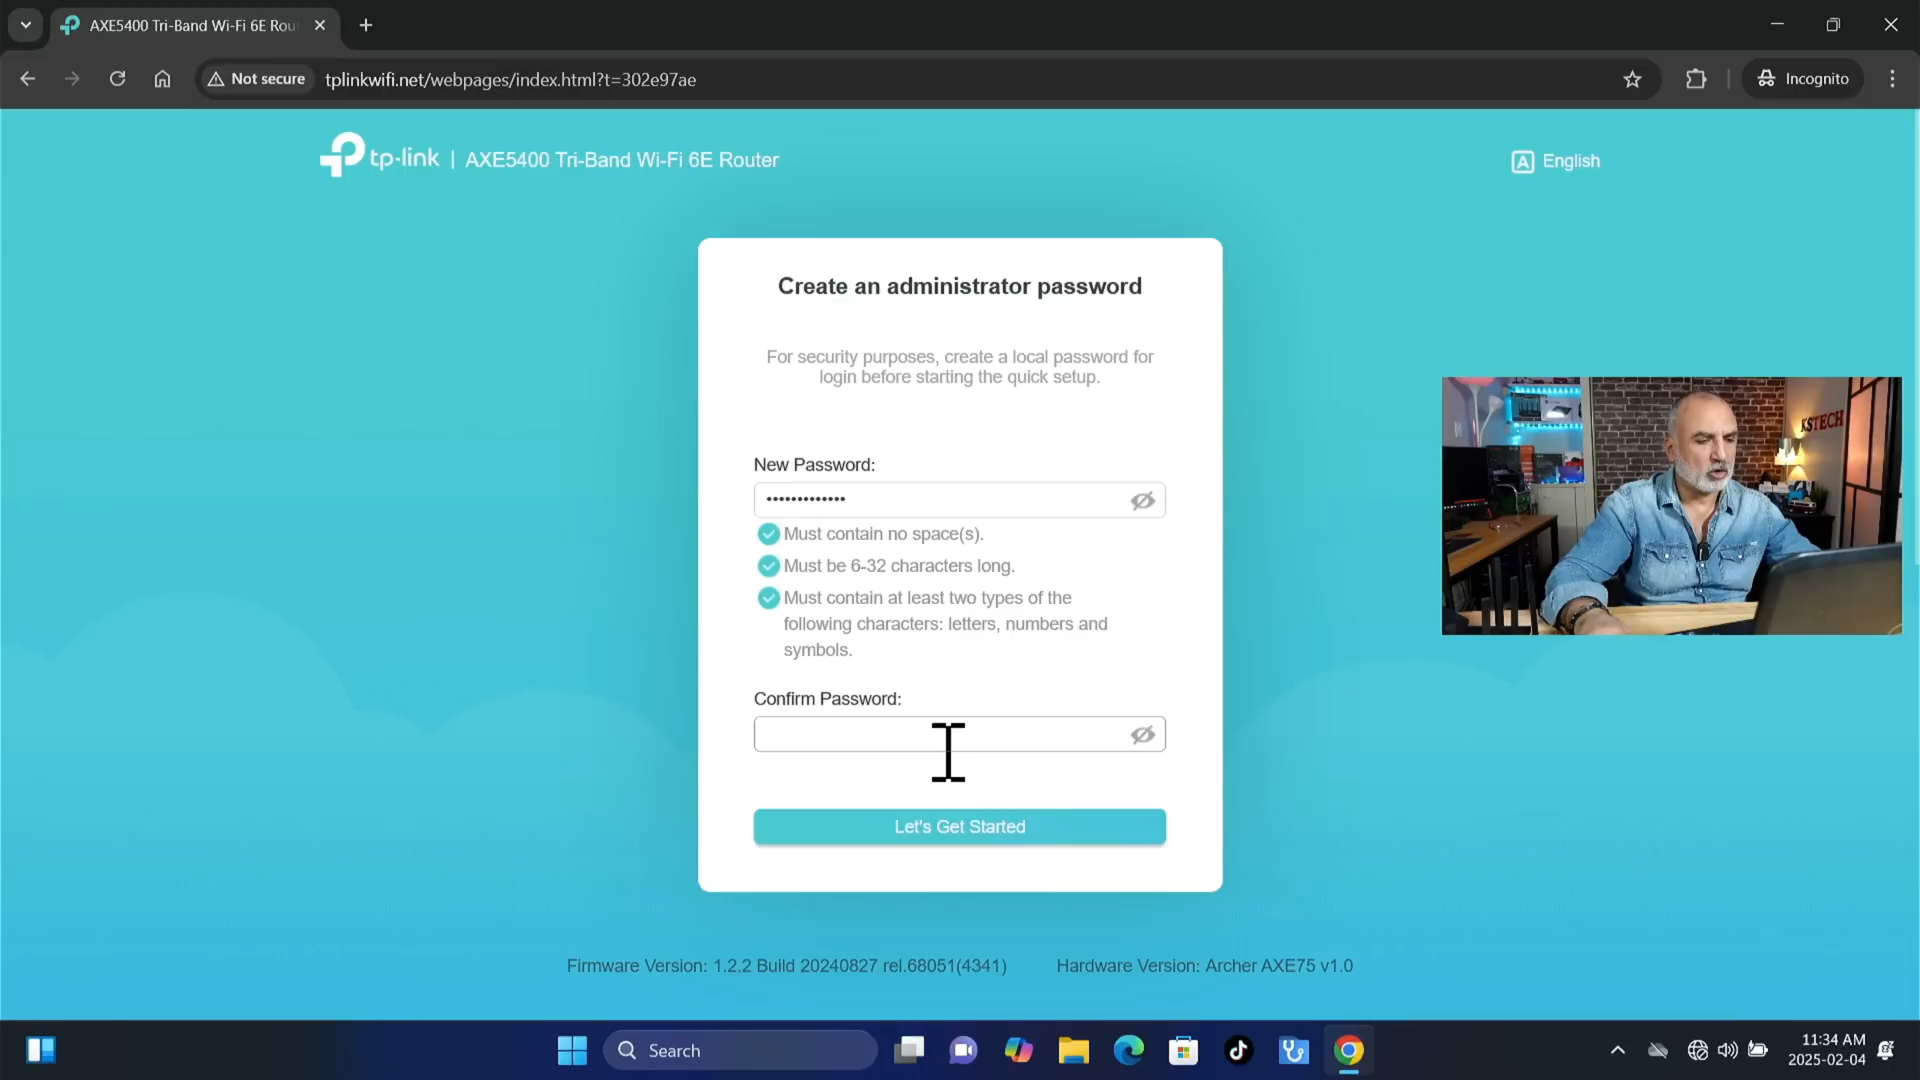 AXE5400 Tri-Band Wi-Fi 6E Rou
Not secure
tplinkwifi.net/webpages/index.html?t=302e97ae
Incognito
tp-link | AXE5400 Tri-Band Wi-Fi 6E Router
A English
Create an administrator password
For security purposes, create a local password for
login before starting the quick setup.
New Password:
•••••••••••••
Must contain no space(s).
Must be 6-32 characters long.
Must contain at least two types of the
following characters: letters, numbers and
symbols.
KSTECH
Confirm Password:
Let's Get Started
Firmware Version: 1.2.2 Build 20240827 rel.68051(4341)
Hardware Version: Archer AXE75 v1.0
Search
11:34 AM
2025-02-04